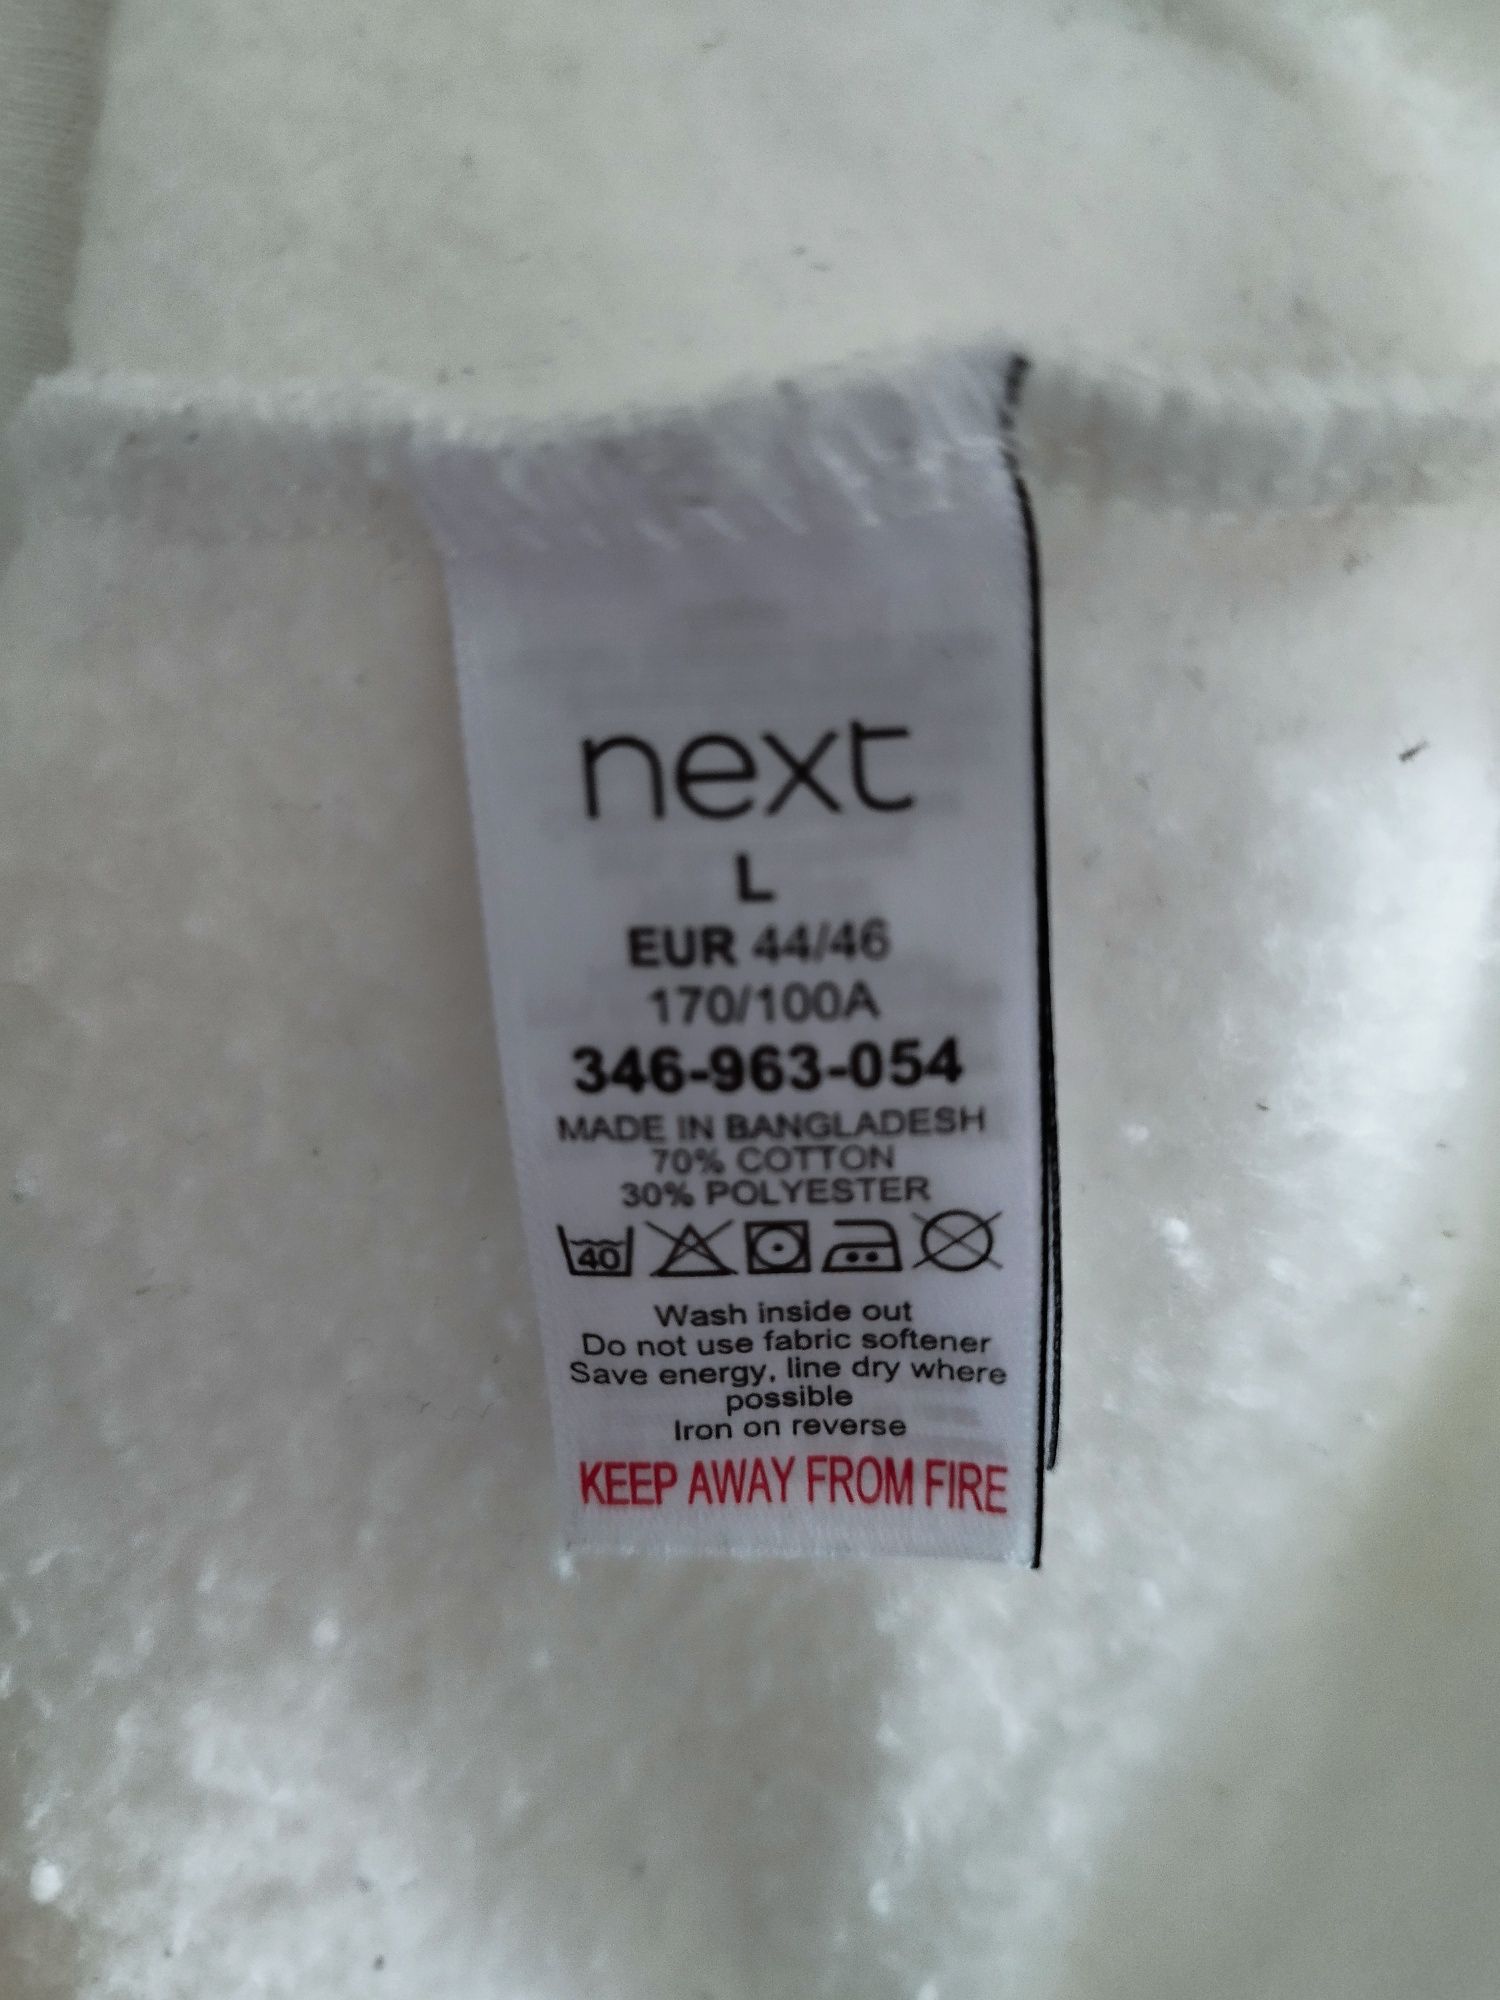 next
L
EUR 44/46
170/100A
346-963-054
MADE IN BANGLADESH
70% COTTON
30% POLYESTER
40
Wash inside out
Do not use fabric softener
Save energy, line dry where
possible
Iron on reverse
KEEP AWAY FROM FIRE